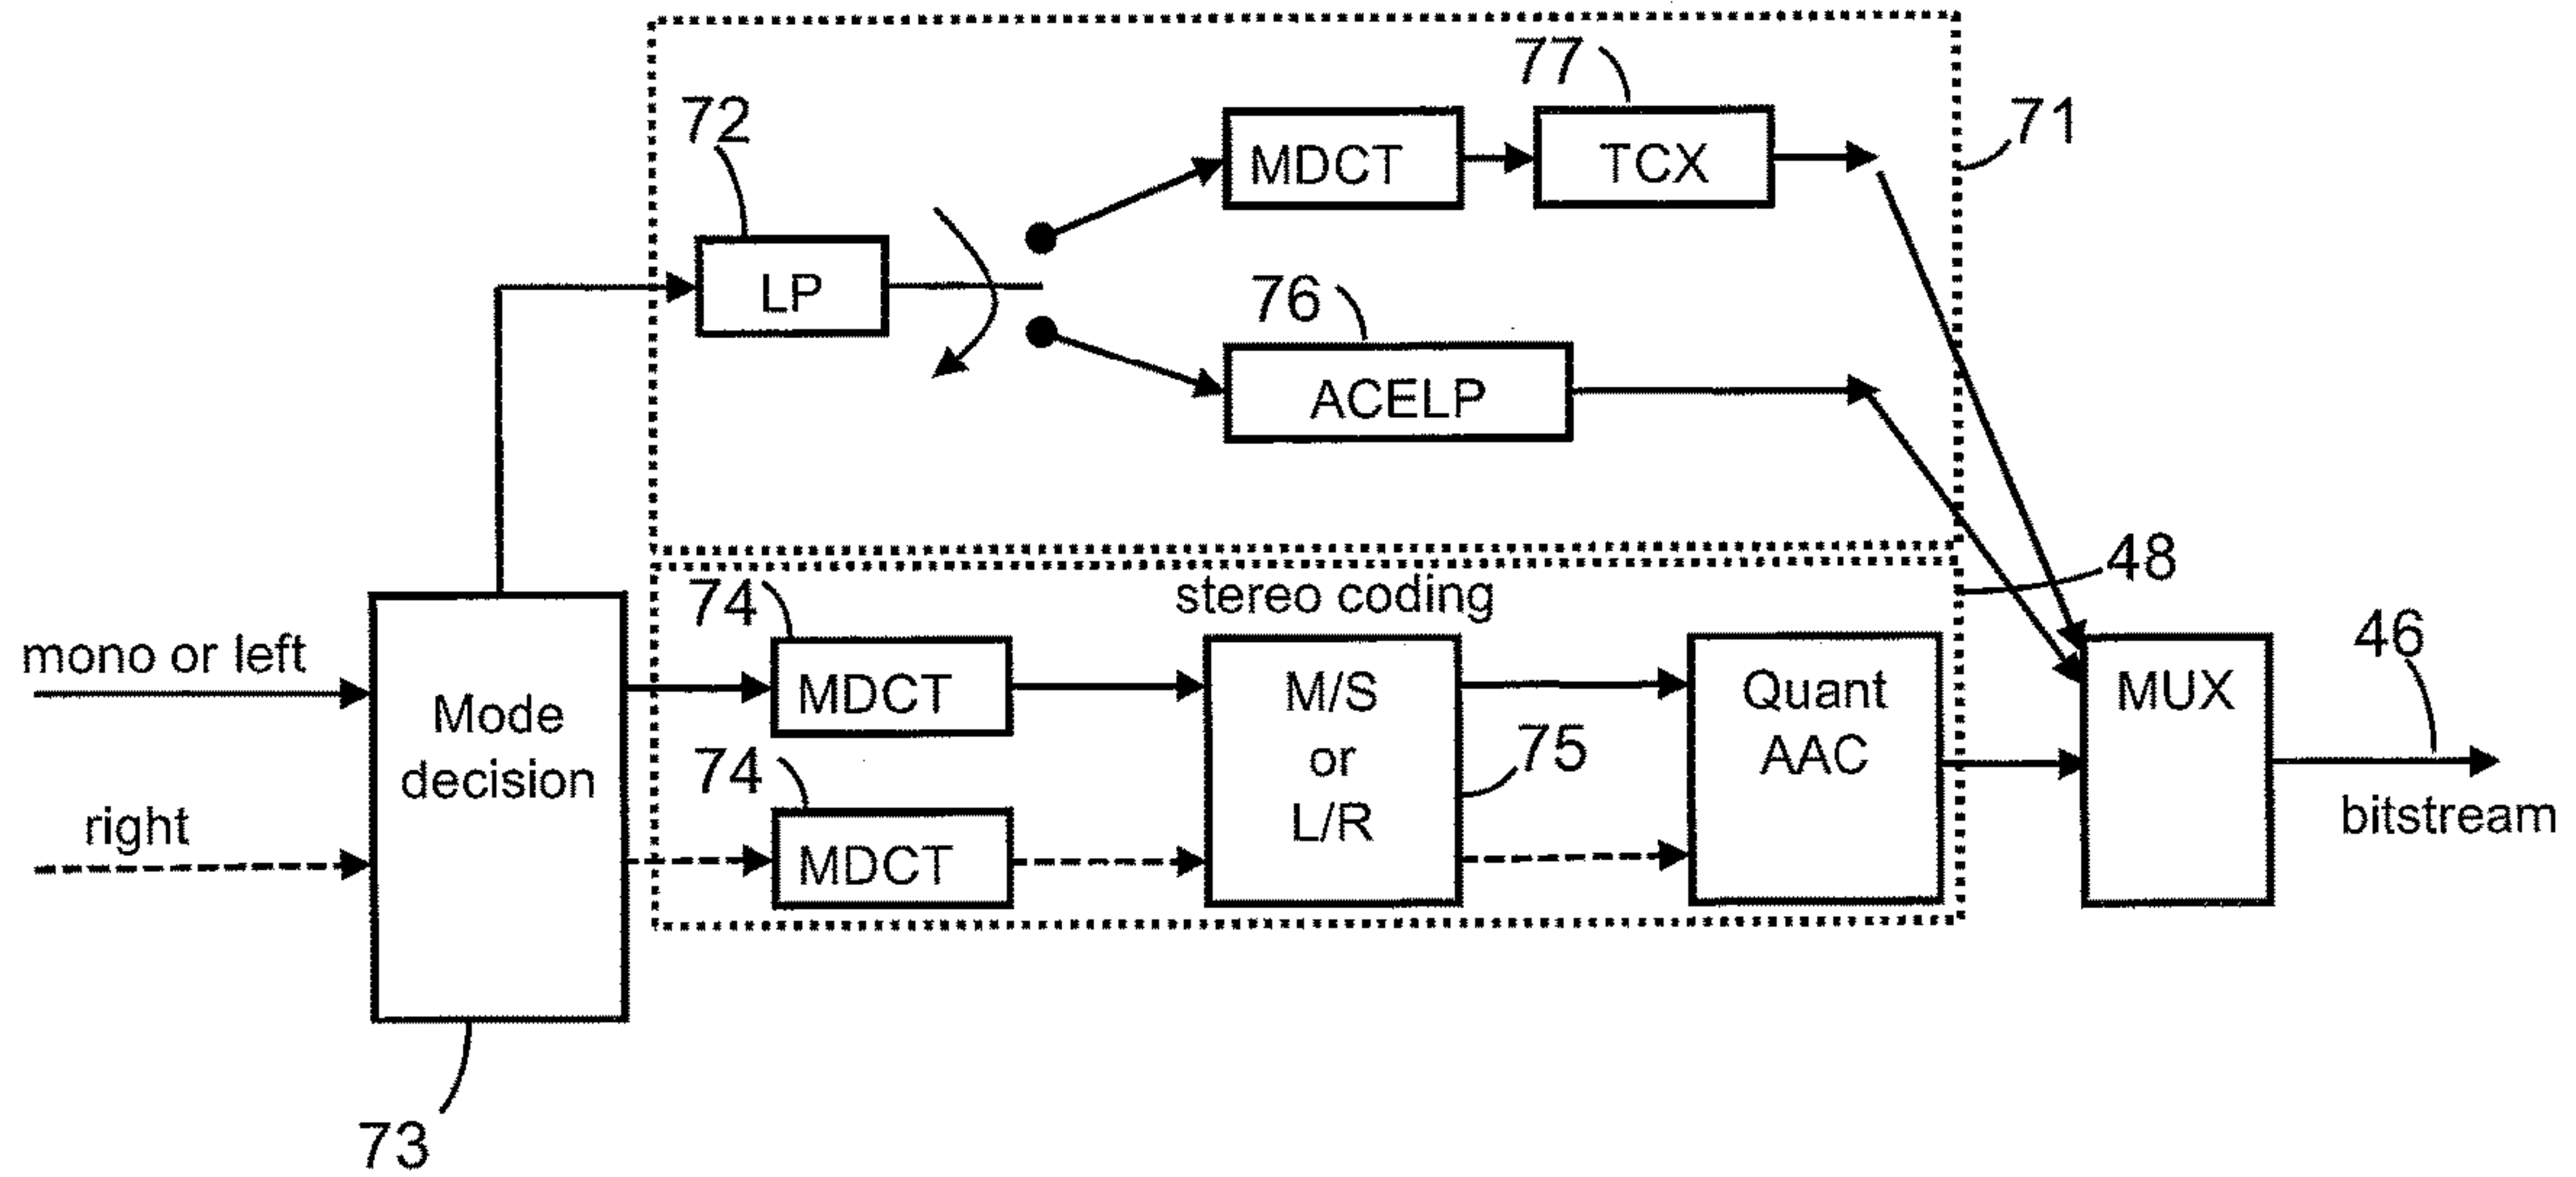 77
71
72
MDCT
TCX
LP
76
ACELP
48
74
stereo coding
46
mono or left
Mode
decision
MDCT
M/S
or
L/R
75
Quant
AAC
MUX
74
right
MDCT
bitstream
73